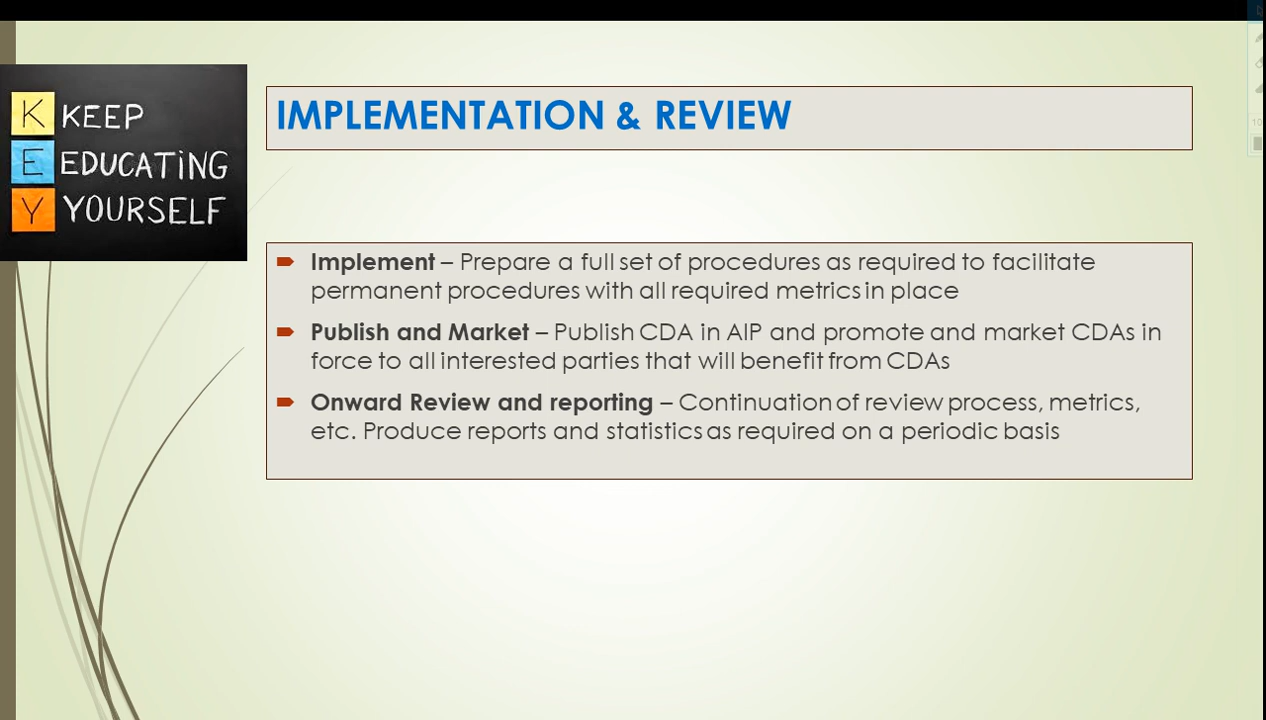 K KEEP
E EDUCATING
Y YOURSELF
IMPLEMENTATION & REVIEW
Implement – Prepare a full set of procedures as required to facilitate
permanent procedures with all required metrics in place
Publish and Market – Publish CDA in AIP and promote and market CDAs in
force to all interested parties that will benefit from CDAs
Onward Review and reporting – Continuation of review process, metrics,
etc. Produce reports and statistics as required on a periodic basis